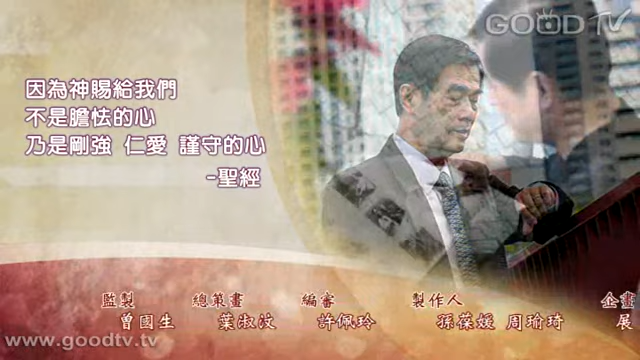 GOOD TV
因為神賜給我們
不是膽怯的心
乃是剛強 仁愛 謹守的心
-聖經
監製 總策畫 編審 製作人 企畫
曾國生 葉淑汶 許佩玲 孫葆媛 周瑜琦 展
www.goodtv.tv